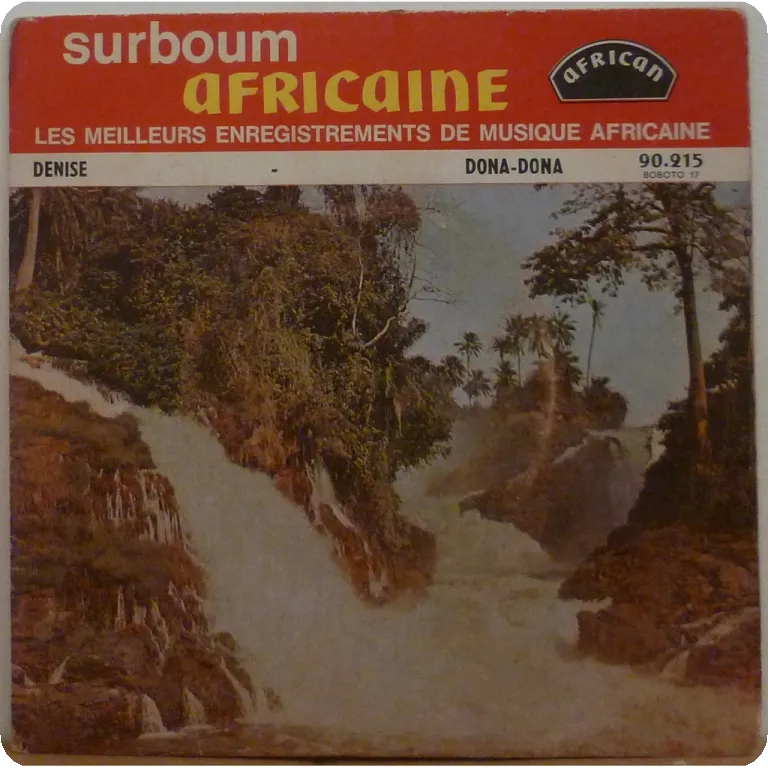 surboum
AFRICAINE
AFRICAN
LES MEILLEURS ENREGISTREMENTS DE MUSIQUE AFRICAINE
DENISE - DONA-DONA 90.215
BOBOTO 17